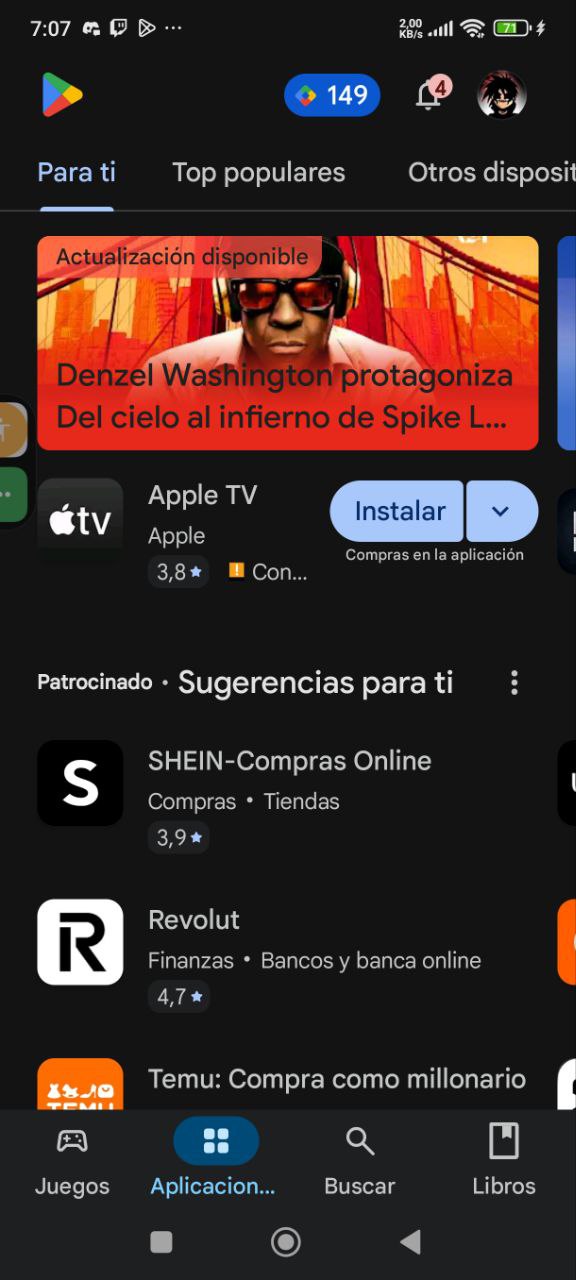 7:07
2,00
KB/s
71
149
4
Para ti
Top populares
Otros disposit
Actualización disponible
Denzel Washington protagoniza
Del cielo al infierno de Spike L...
tv
Apple TV
Apple
3,8
Con...
Instalar
Compras en la aplicación
Patrocinado • Sugerencias para ti
S
SHEIN-Compras Online
Compras • Tiendas
3,9
R
Revolut
Finanzas • Bancos y banca online
4,7
TEMU
Temu: Compra como millonario
Juegos
Aplicacion...
Buscar
Libros